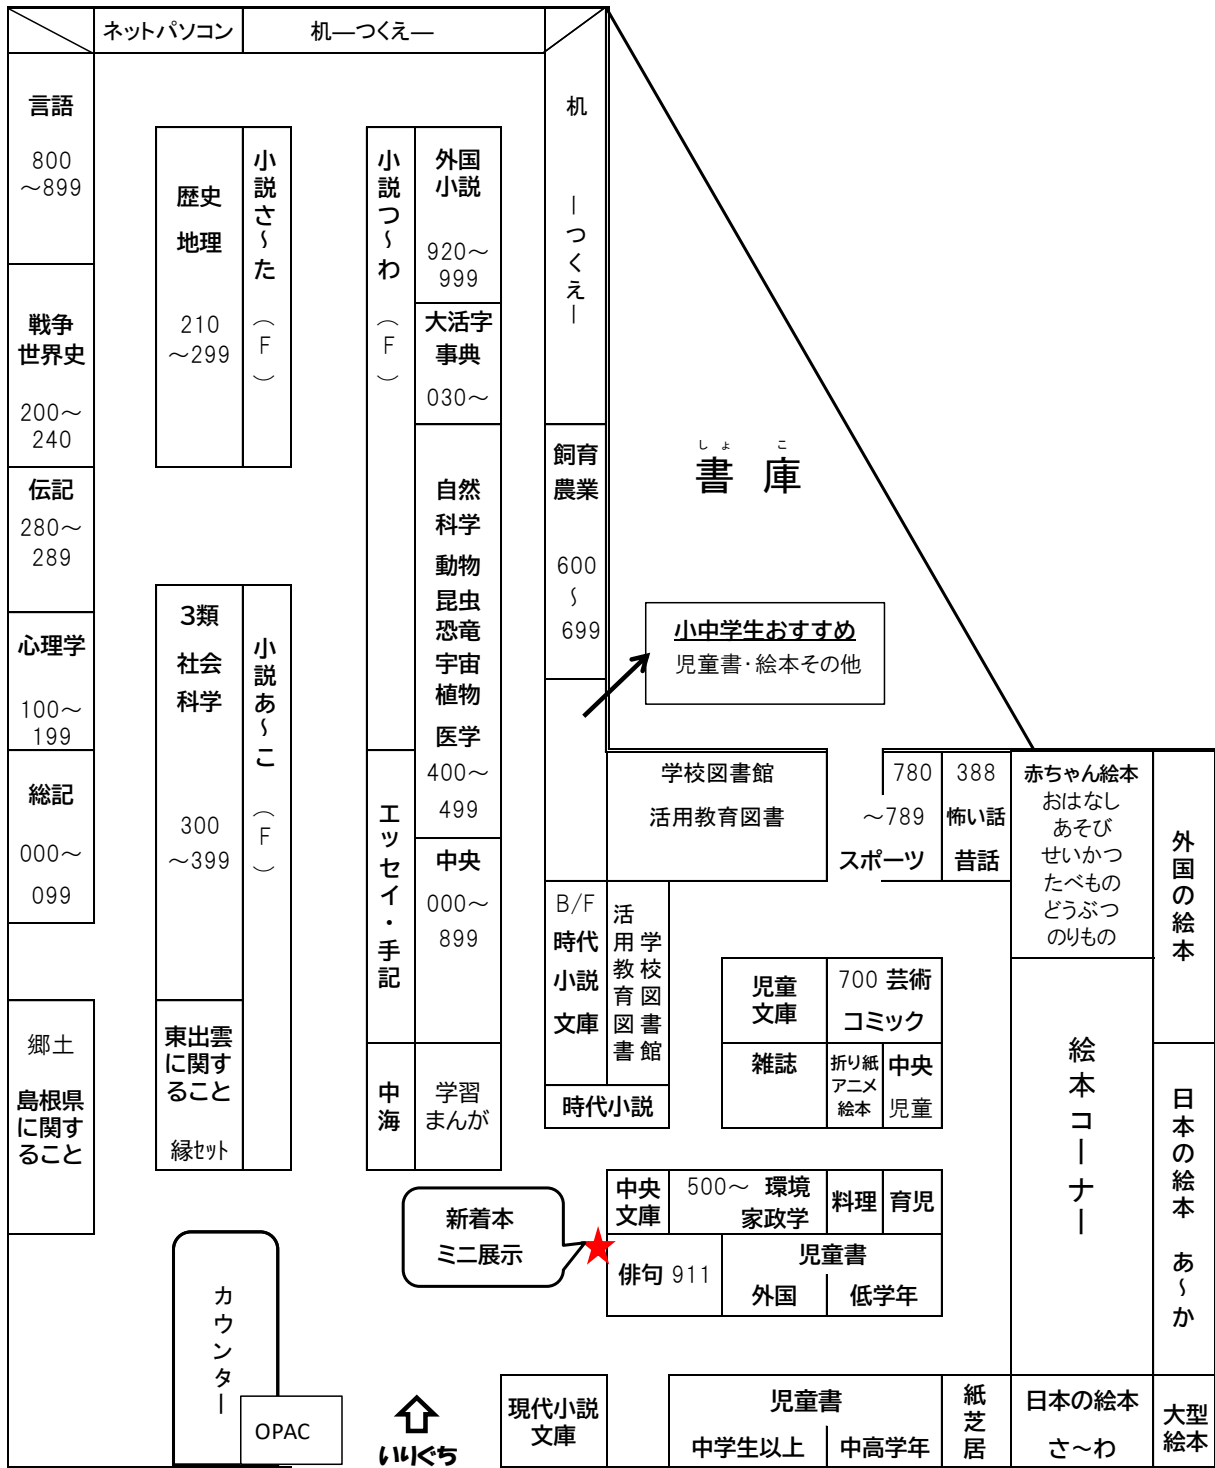 ネットパソコン
机―つくえ―
言語
800
～899
戦争
世界史
200～
240
伝記
280～
289
心理学
100～
199
総記
000～
099
郷土
島根県
に関す
ること
歴史
地理
210
～299
小説さ～た（F）
3類
社会
科学
300
～399
小説あ～こ（F）
東出雲
に関す
ること
縁セット
小説つ～わ（F）
エッセイ・手記
中海
外国
小説
920～
999
大活字
事典
030～
自然
科学
動物
昆虫
恐竜
宇宙
植物
医学
400～
499
中央
000～
899
学習
まんが
机―つくえ―
飼育
農業
600
～
699
しょこ
書庫
小中学生おすすめ
児童書・絵本その他
学校図書館
活用教育図書
780
～789
スポーツ
388
怖い話
昔話
赤ちゃん絵本
おはなし
あそび
せいかつ
たべもの
どうぶつ
のりもの
外国の絵本
B/F
時代
小説
文庫
学校図書館
活用教育図書
時代小説
児童
文庫
700 芸術
コミック
雑誌
折り紙
アニメ
絵本
中央
児童
絵本コーナー
日本の絵本 あ～か
新着本
ミニ展示
中央
文庫
500～ 環境
家政学
料理
育児
俳句 911
児童書
外国
低学年
カウンター
OPAC
いりぐち
現代小説
文庫
児童書
中学生以上
中高学年
紙芝居
日本の絵本
さ～わ
大型
絵本